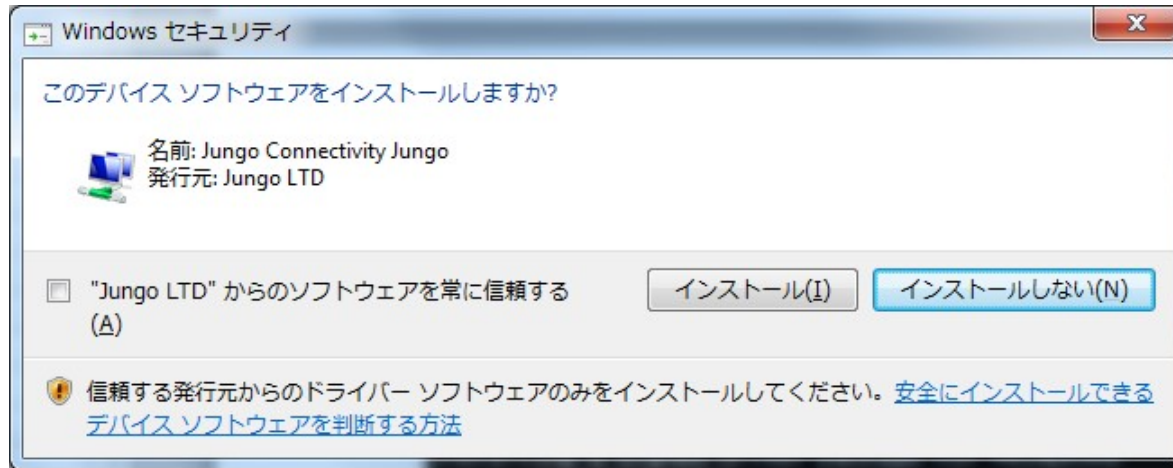 Windows セキュリティ
このデバイス ソフトウェアをインストールしますか?
名前: Jungo Connectivity Jungo
発行元: Jungo LTD
"Jungo LTD" からのソフトウェアを常に信頼する
(A)
インストール(I)
インストールしない(N)
信頼する発行元からのドライバー ソフトウェアのみをインストールしてください。安全にインストールできる
デバイス ソフトウェアを判断する方法